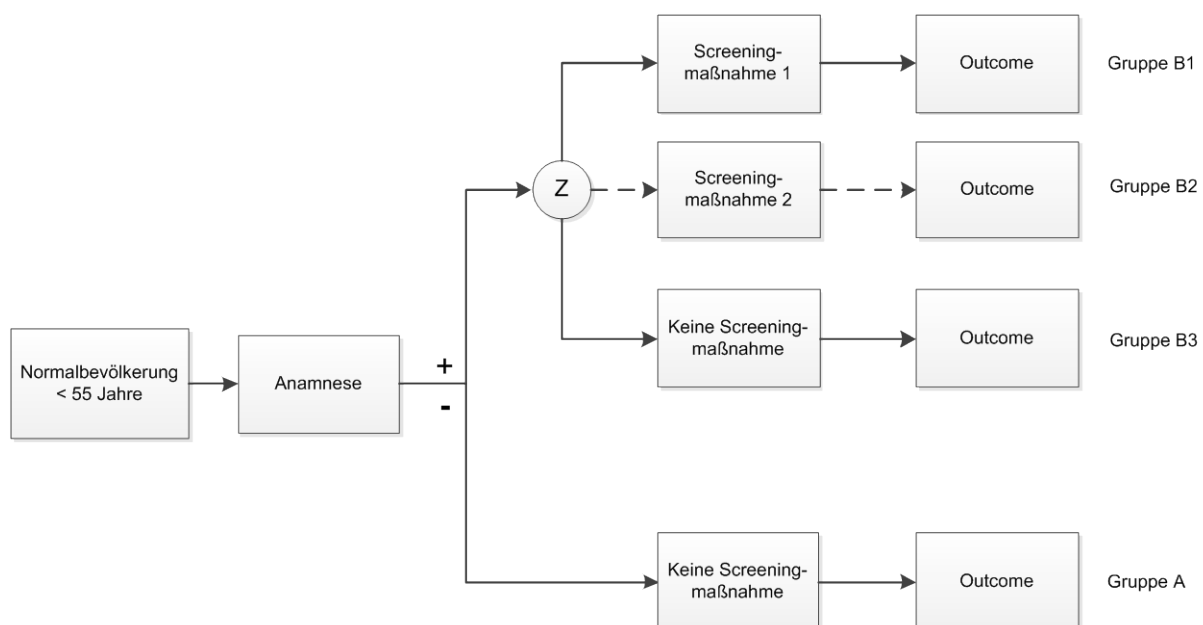 Screening-
maßnahme 1
Outcome
Gruppe B1
Z
Screening-
maßnahme 2
Outcome
Gruppe B2
Keine Screening-
maßnahme
Outcome
Gruppe B3
Normalbevölkerung
< 55 Jahre
Anamnese
+
-
Keine Screening-
maßnahme
Outcome
Gruppe A